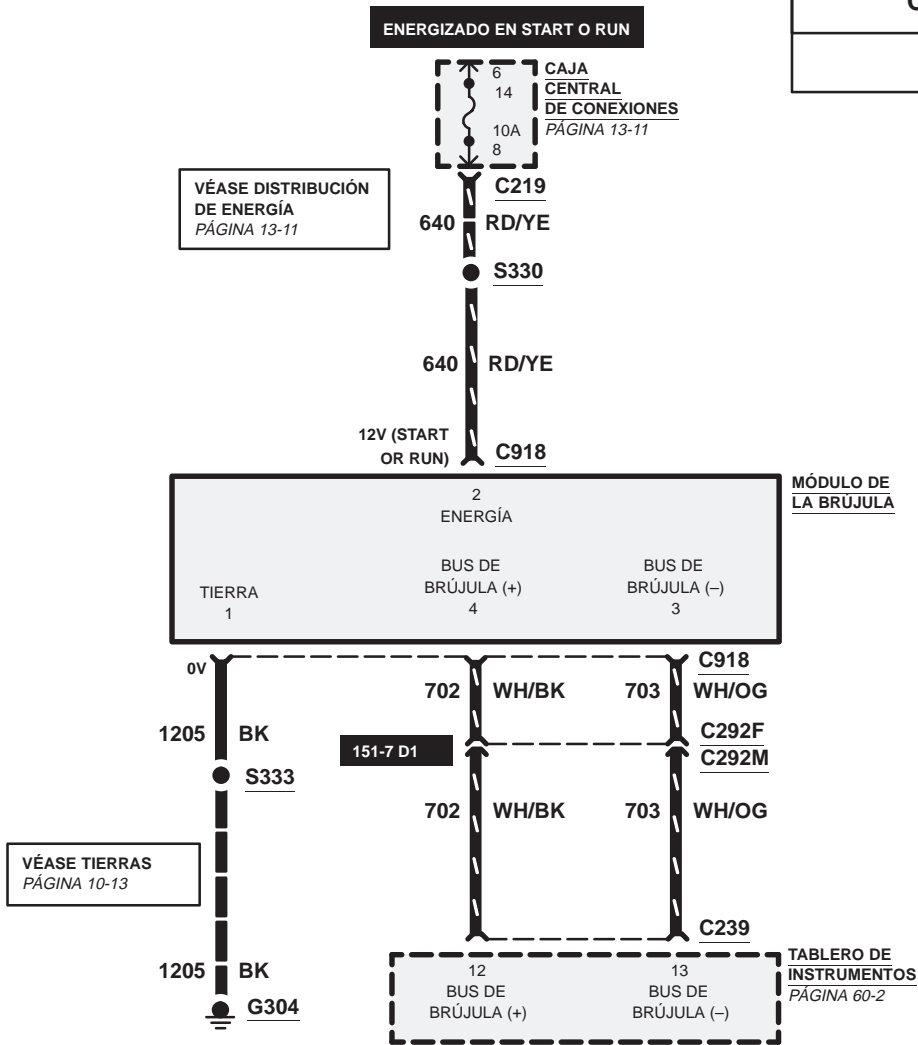 ENERGIZADO EN START O RUN
6
14
10A
8
CAJA
CENTRAL
DE CONEXIONES
PÁGINA 13-11
VÉASE DISTRIBUCIÓN
DE ENERGÍA
PÁGINA 13-11
C219
640 RD/YE
S330
640 RD/YE
12V (START
OR RUN)
C918
MÓDULO DE
LA BRÚJULA
2
ENERGÍA
TIERRA
1
BUS DE
BRÚJULA (+)
4
BUS DE
BRÚJULA (–)
3
0V
C918
702 WH/BK 703 WH/OG
1205 BK
C292F
151-7 D1
C292M
S333
702 WH/BK 703 WH/OG
VÉASE TIERRAS
PÁGINA 10-13
C239
1205 BK
G304
12
BUS DE
BRÚJULA (+)
13
BUS DE
BRÚJULA (–)
TABLERO DE
INSTRUMENTOS
PÁGINA 60-2